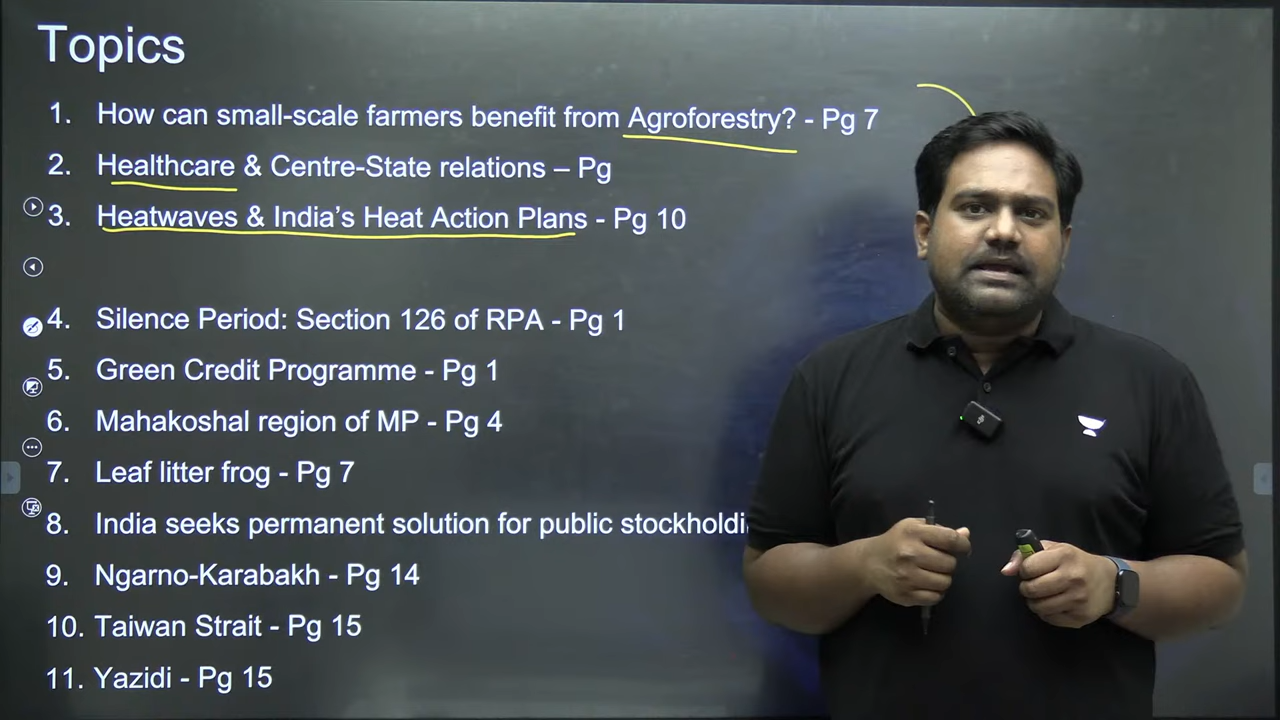 Topics
1. How can small-scale farmers benefit from Agroforestry? - Pg 7
2. Healthcare & Centre-State relations – Pg
3. Heatwaves & India's Heat Action Plans - Pg 10
4. Silence Period: Section 126 of RPA - Pg 1
5. Green Credit Programme - Pg 1
6. Mahakoshal region of MP - Pg 4
7. Leaf litter frog - Pg 7
8. India seeks permanent solution for public
9. Ngarno-Karabakh - Pg 14
10. Taiwan Strait - Pg 15
11. Yazidi - Pg 15